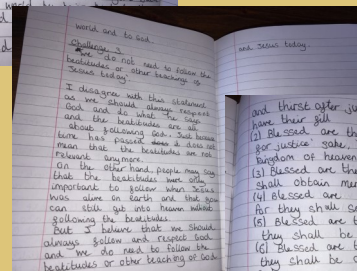 world and to God.
Challenge 3
"We do not need to follow the
beatitudes or other teachings of
Jesus today".
I disagree with this statement
as we should always respect
God and do what he says
and the beatitudes are all
about following God. Just because
time has passed does it does not
mean that the beatitudes are not
relevant anymore.
On the other hand, people may say
that the beatitudes were only
important to follow when Jesus
was alive on earth and that you
can still get into heaven without
following the beatitudes.
But I believe that we should
always follow and respect God
and we do need to follow the
beatitudes or other teaching of God
and Jesus today.
and thirst after ju
have their fill
(2) Blessed are th
for justice' sake,
kingdom of heaven
(3) Blessed are the
shall obtain me
(4) Blessed are
for they shall se
(5) Blessed are t
they shall be
(6) Blessed are t
they shall be c